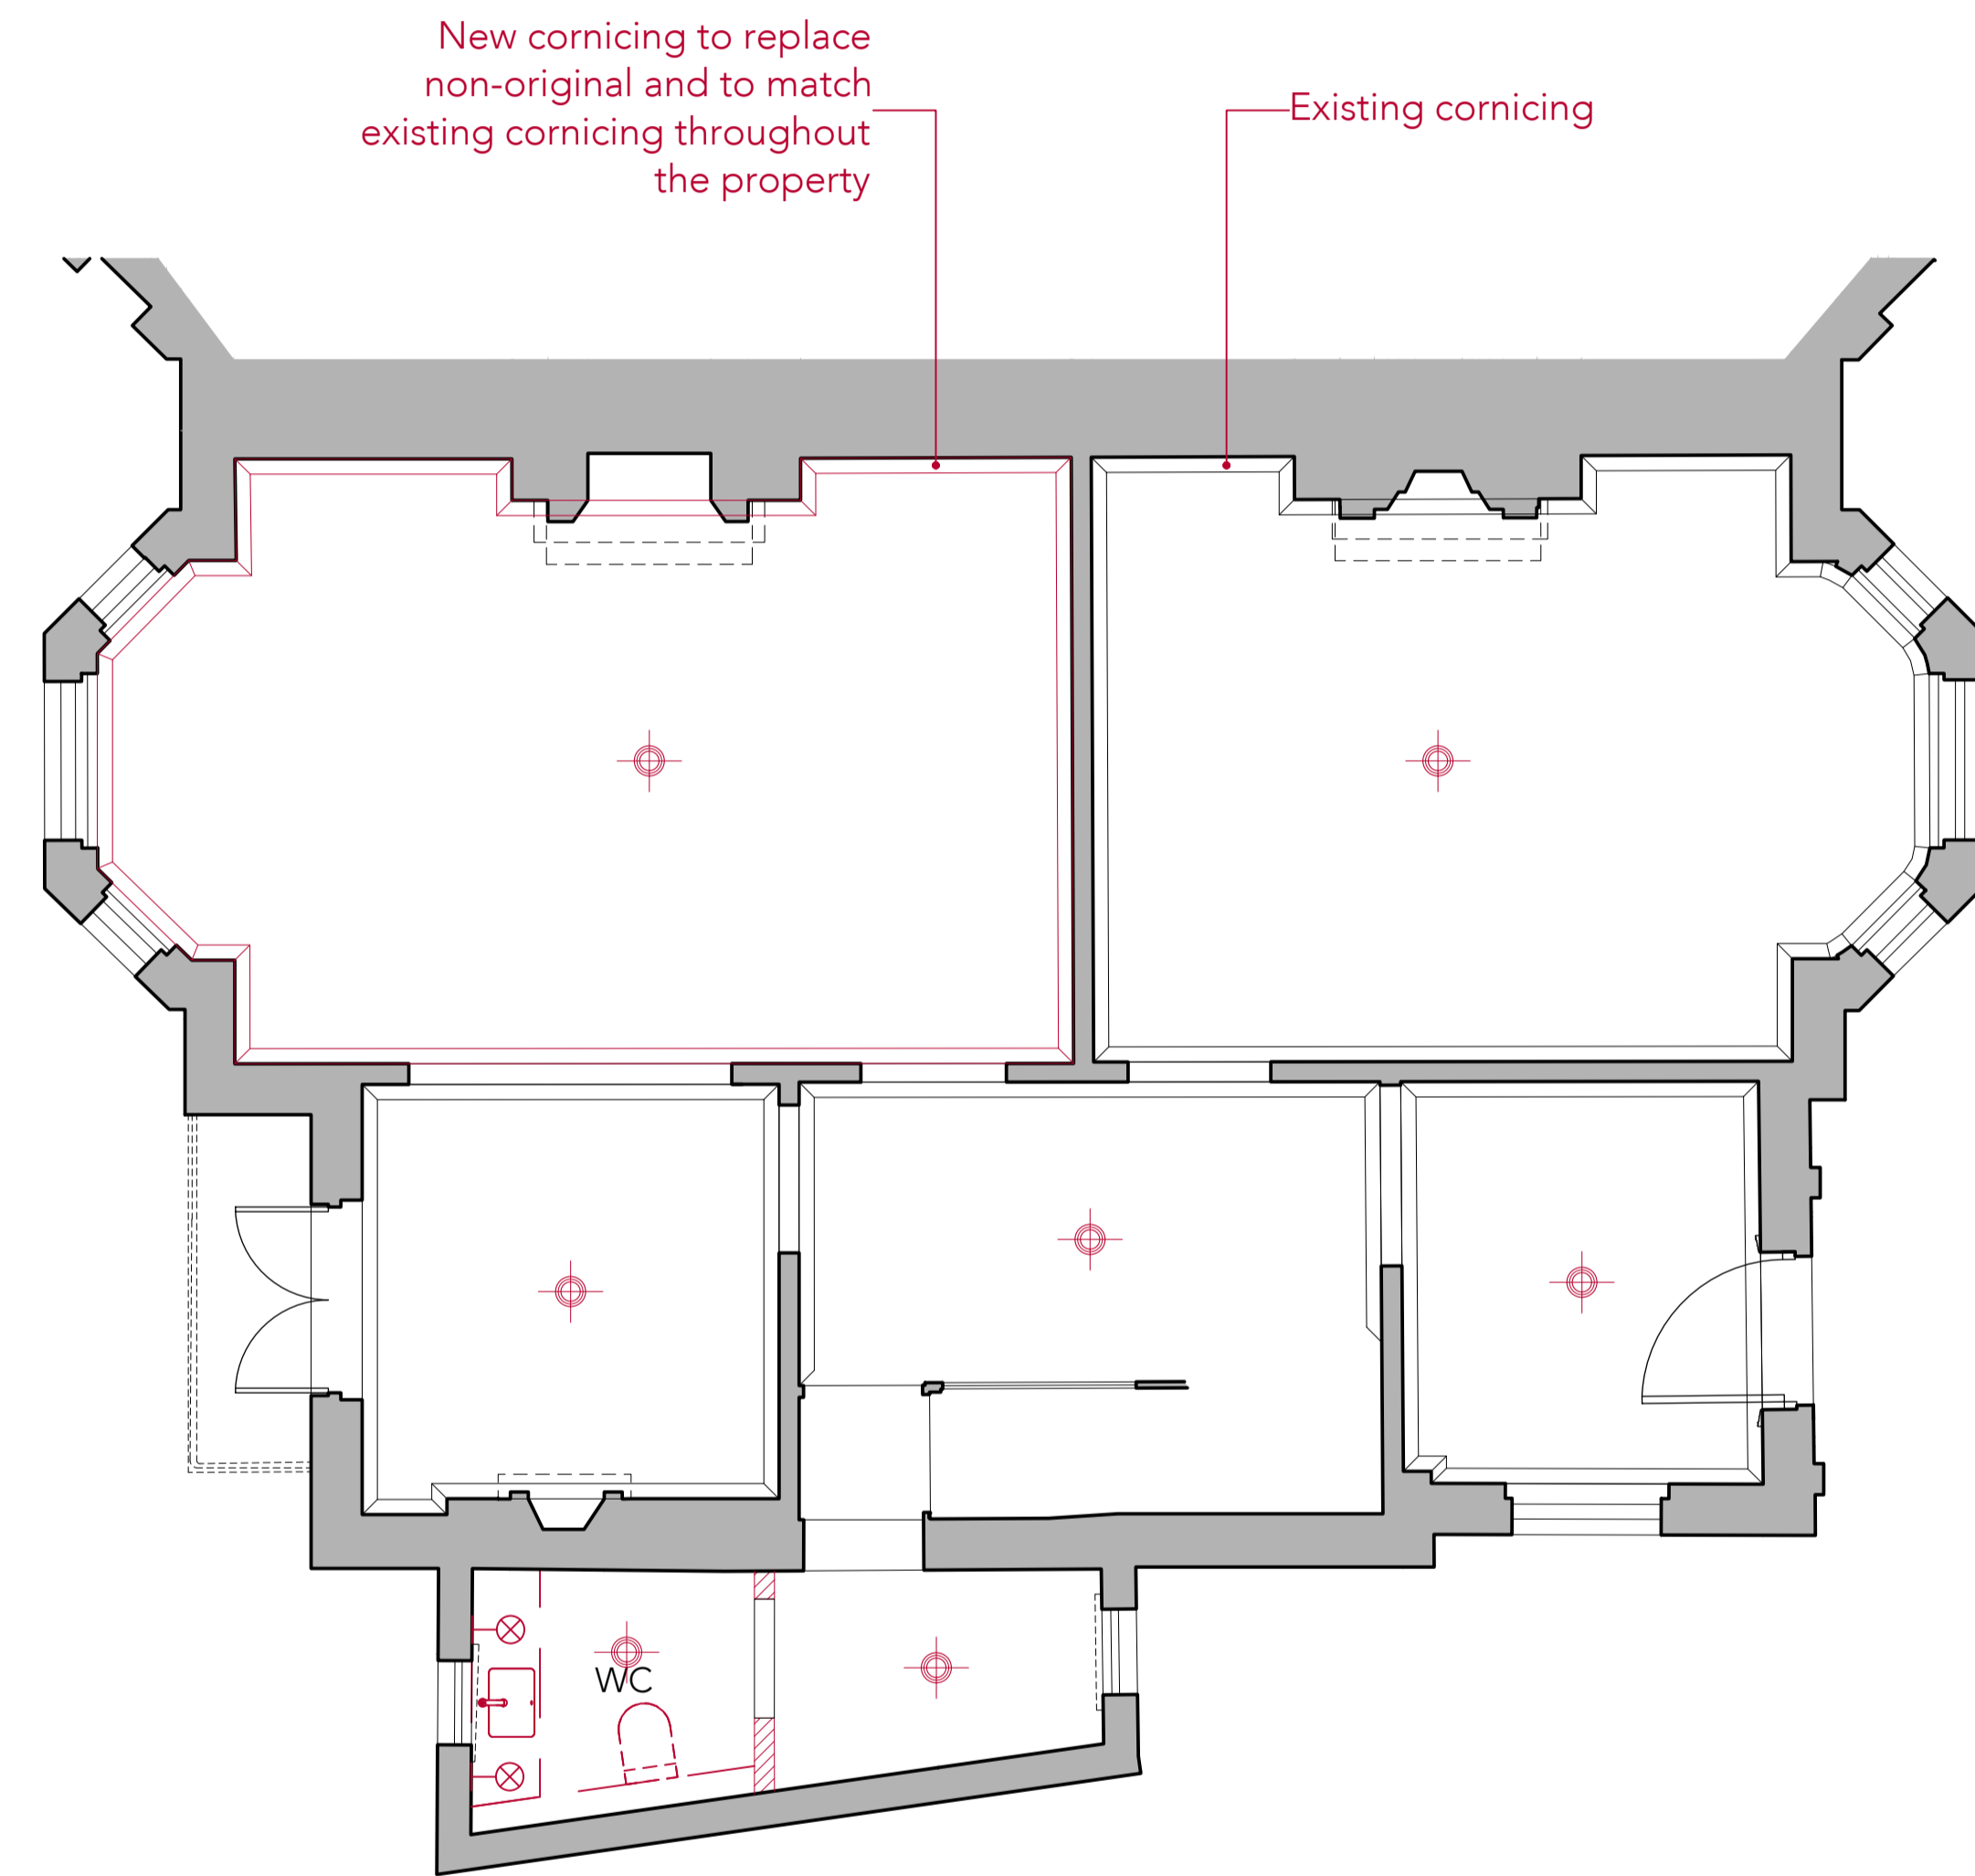 New cornicing to replace
non-original and to match
existing cornicing throughout
the property
Existing cornicing
WC